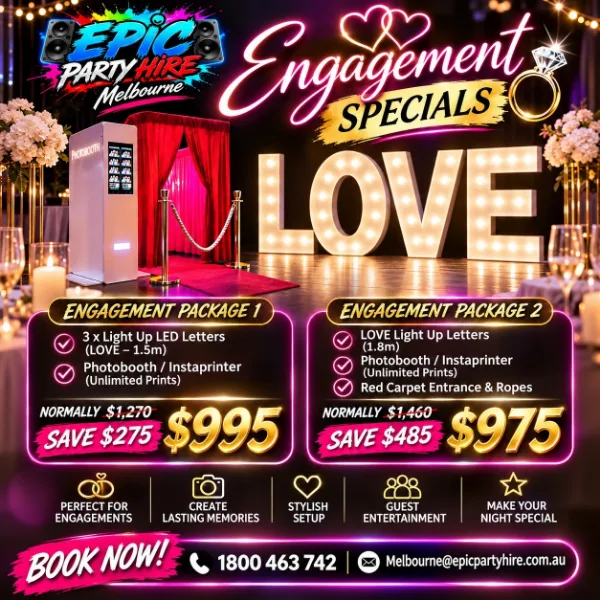 EPIC
PARTY HIRE
Melbourne
Engagement
SPECIALS
PHOTOBOOTH
LOVE
ENGAGEMENT PACKAGE 1
3 x Light Up LED Letters
(LOVE – 1.5m)
Photobooth / Instaprinter
(Unlimited Prints)
NORMALLY $1,270
SAVE $275
$995
ENGAGEMENT PACKAGE 2
LOVE Light Up Letters
(1.8m)
Photobooth / Instaprinter
(Unlimited Prints)
Red Carpet Entrance & Ropes
NORMALLY $1,460
SAVE $485
$975
PERFECT FOR
ENGAGEMENTS
CREATE
LASTING MEMORIES
STYLISH
SETUP
GUEST
ENTERTAINMENT
MAKE YOUR
NIGHT SPECIAL
BOOK NOW!
1800 463 742
Melbourne@epicpartyhire.com.au